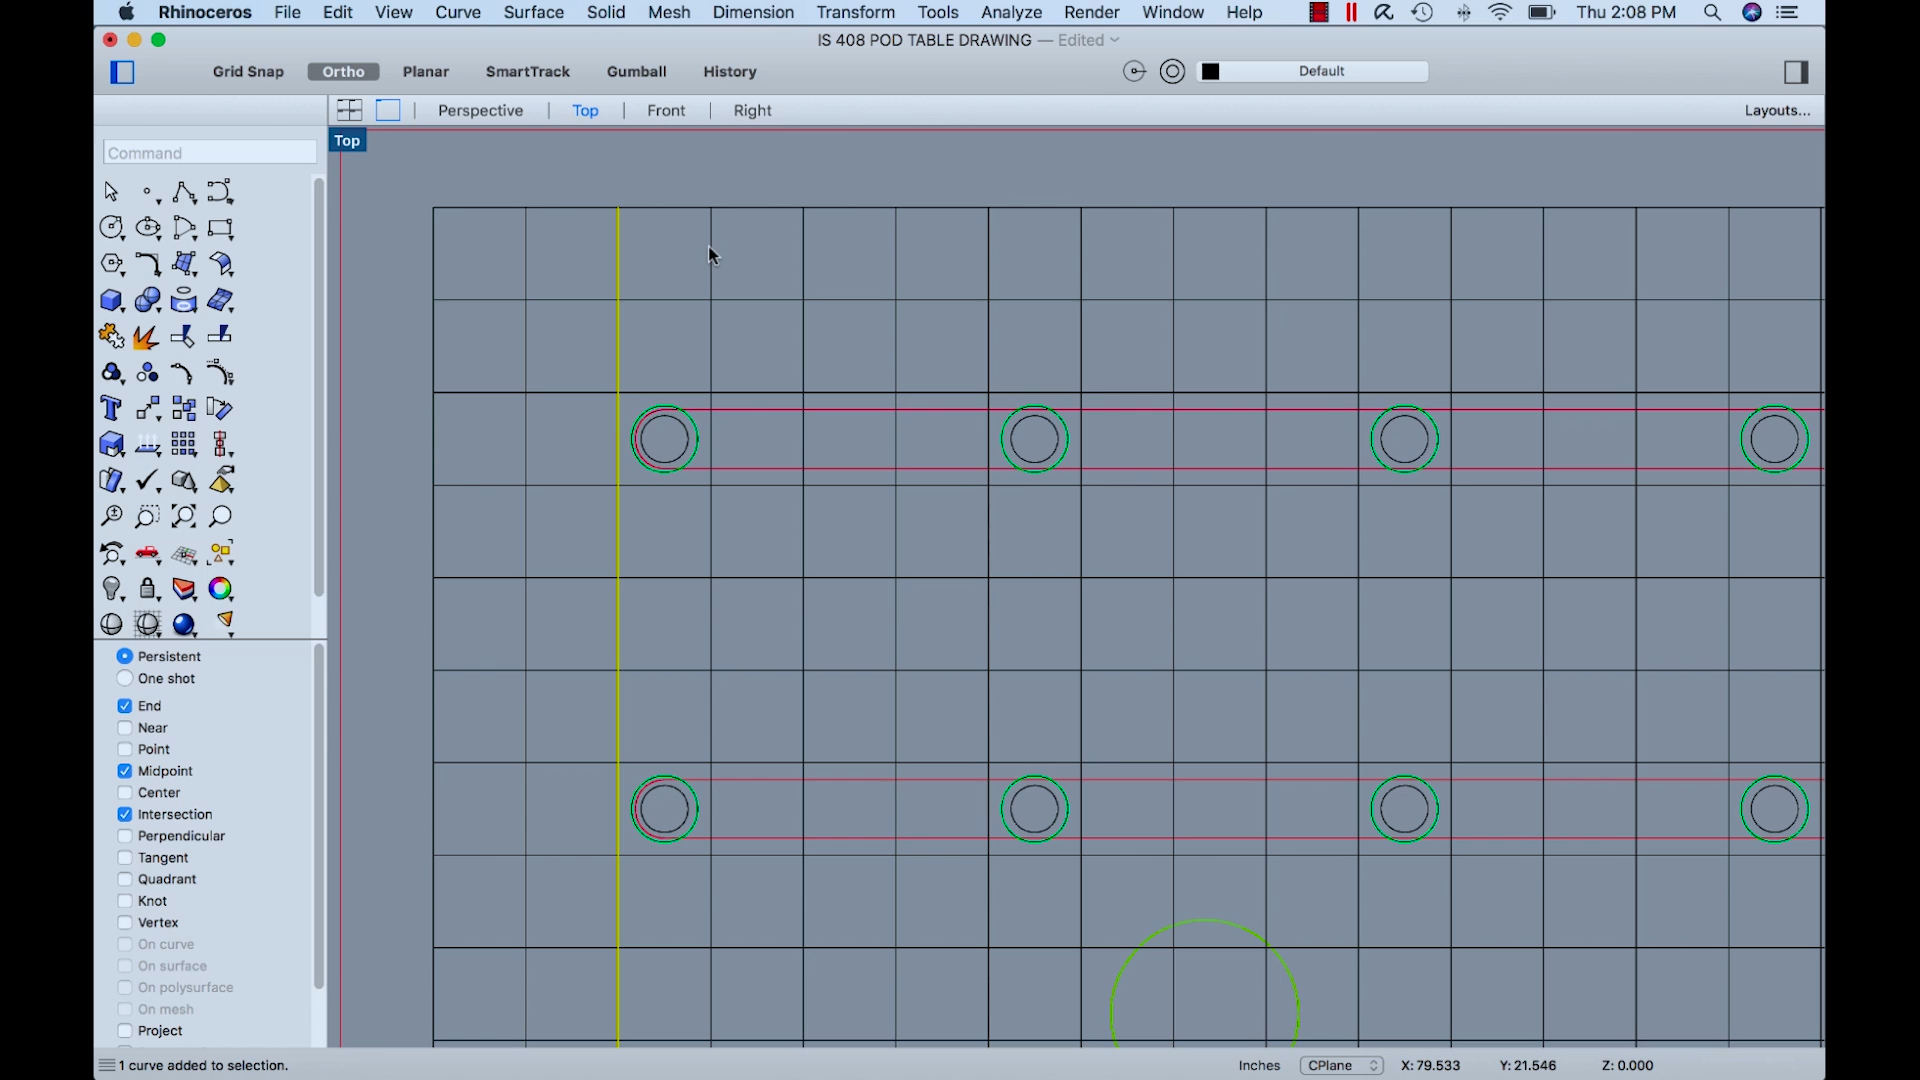 Rhinoceros File Edit View Curve Surface Solid Mesh Dimension Transform Tools Analyze Render Window Help Thu 2:08 PM
IS 408 POD TABLE DRAWING — Edited
Grid Snap Ortho Planar SmartTrack Gumball History Default
Perspective Top Front Right Layouts...
Top
Command
Persistent
One shot
End
Near
Point
Midpoint
Center
Intersection
Perpendicular
Tangent
Quadrant
Knot
Vertex
On curve
On surface
On polysurface
On mesh
Project
1 curve added to selection. Inches CPlane X: 79.533 Y: 21.546 Z: 0.000